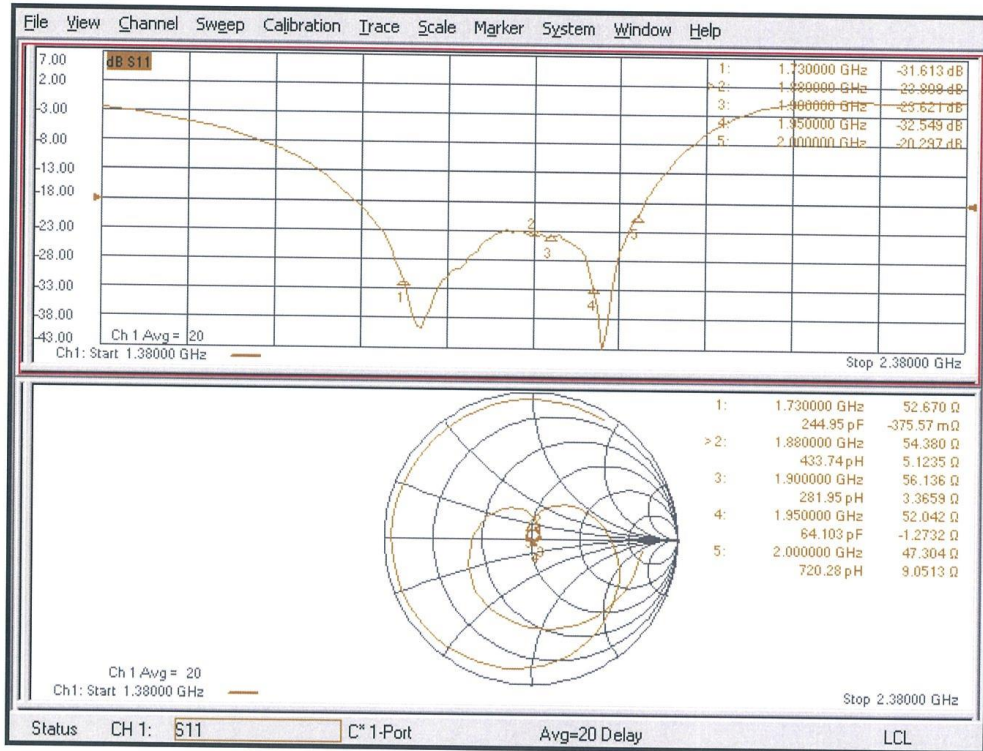 File View Channel Sweep Calibration Trace Scale Marker System Window Help
dB S11
7.00
2.00
-3.00
-8.00
-13.00
-18.00
-23.00
-28.00
-33.00
-38.00
-43.00
1: 1.730000 GHz -31.613 dB
>2: 1.880000 GHz -23.809 dB
3: 1.900000 GHz -23.621 dB
4: 1.950000 GHz -32.549 dB
5: 2.000000 GHz -20.297 dB
1
2
3
4
5
Ch 1 Avg = 20
Ch1: Start 1.38000 GHz
Stop 2.38000 GHz
1: 1.730000 GHz 52.670 Ω
244.95 pF -375.57 mΩ
>2: 1.880000 GHz 54.380 Ω
433.74 pH 5.1235 Ω
3: 1.900000 GHz 56.136 Ω
281.95 pH 3.3659 Ω
4: 1.950000 GHz 52.042 Ω
64.103 pF -1.2732 Ω
5: 2.000000 GHz 47.304 Ω
720.28 pH 9.0513 Ω
Ch 1 Avg = 20
Ch1: Start 1.38000 GHz
Stop 2.38000 GHz
Status CH 1: S11 C* 1-Port Avg=20 Delay LCL